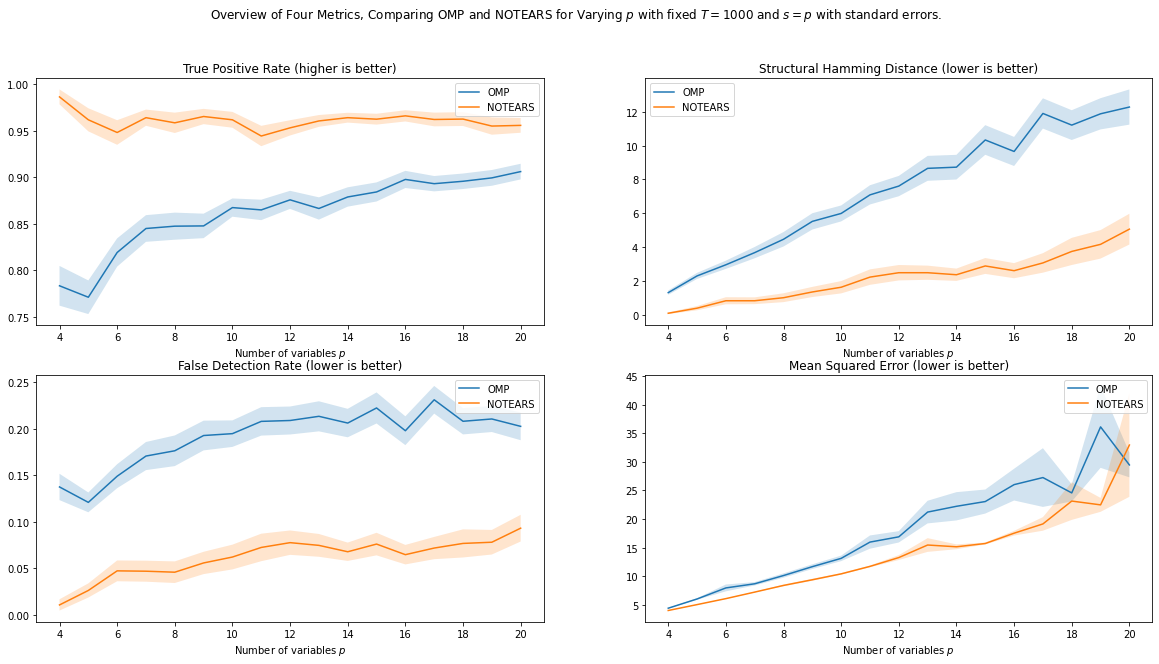 Overview of Four Metrics, Comparing OMP and NOTEARS for Varying p with fixed T = 1000 and s = p with standard errors.
True Positive Rate (higher is better)
1.00
0.95
0.90
0.85
0.80
0.75
OMP
NOTEARS
4 6 8 10 12 14 16 18 20
Number of variables p
Structural Hamming Distance (lower is better)
12
10
8
6
4
2
0
OMP
NOTEARS
4 6 8 10 12 14 16 18 20
Number of variables p
False Detection Rate (lower is better)
0.25
0.20
0.15
0.10
0.05
0.00
OMP
NOTEARS
4 6 8 10 12 14 16 18 20
Number of variables p
Mean Squared Error (lower is better)
45
40
35
30
25
20
15
10
5
OMP
NOTEARS
4 6 8 10 12 14 16 18 20
Number of variables p